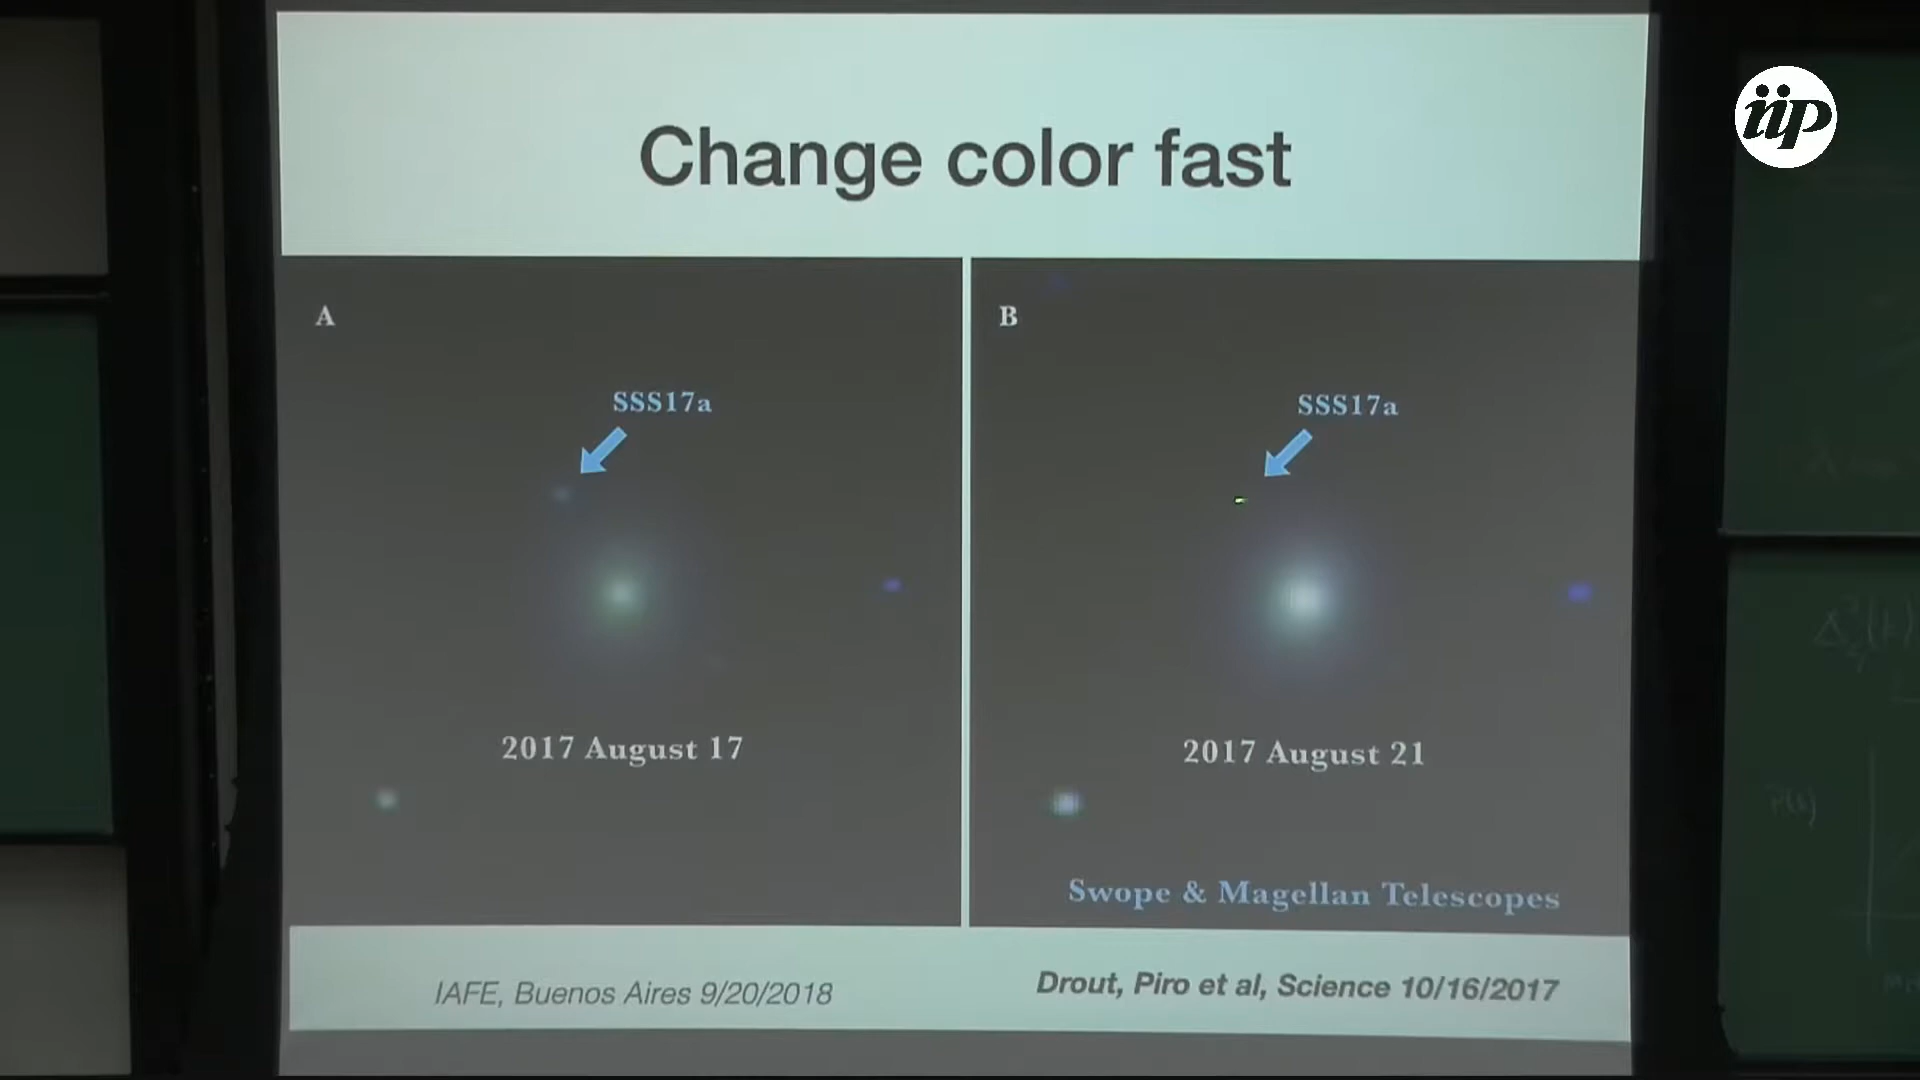 iip
Change color fast
A
B
SSS17a
SSS17a
2017 August 17
2017 August 21
Swope & Magellan Telescopes
IAFE, Buenos Aires 9/20/2018
Drout, Piro et al, Science 10/16/2017